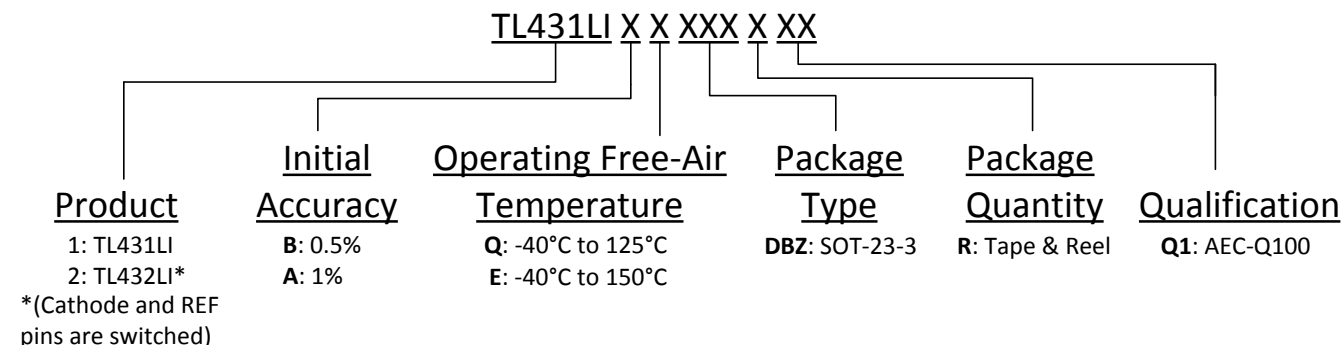 TL431LI X X XXX X XX
Product
1: TL431LI
2: TL432LI*
*(Cathode and REF
pins are switched)
Initial
Accuracy
B: 0.5%
A: 1%
Operating Free-Air
Temperature
Q: -40°C to 125°C
E: -40°C to 150°C
Package
Type
DBZ: SOT-23-3
Package
Quantity
R: Tape & Reel
Qualification
Q1: AEC-Q100